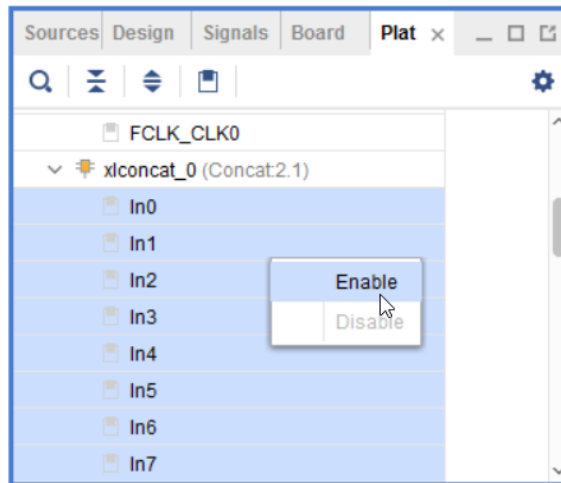 Sources Design Signals Board Plat
FCLK_CLK0
xlconcat_0 (Concat:2.1)
In0
In1
In2
Enable
In3
Disable
In4
In5
In6
In7